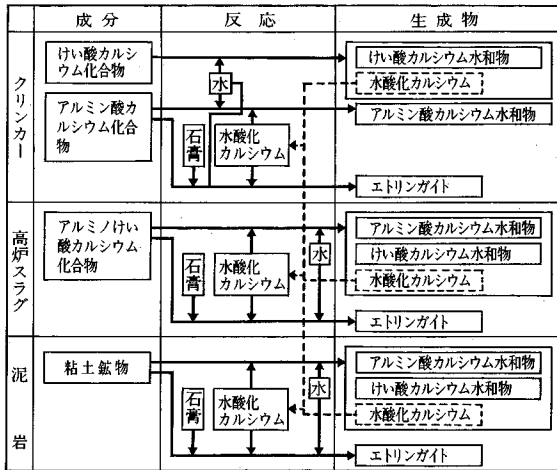 成分
反応
生成物
クリンカー
けい酸カルシ
ウム化合物
アルミン酸カ
ルシウム化合
物
水
石膏
水酸化
カルシウム
けい酸カルシウム水和物
水酸化カルシウム
アルミン酸カルシウム水和物
エトリンガイト
高炉スラグ
アルミノけい
酸カルシウム
化合物
石膏
水酸化
カルシウム
水
アルミン酸カルシウム水和物
けい酸カルシウム水和物
水酸化カルシウム
エトリンガイト
泥岩
粘土鉱物
石膏
水酸化
カルシウム
水
アルミン酸カルシウム水和物
けい酸カルシウム水和物
水酸化カルシウム
エトリンガイト